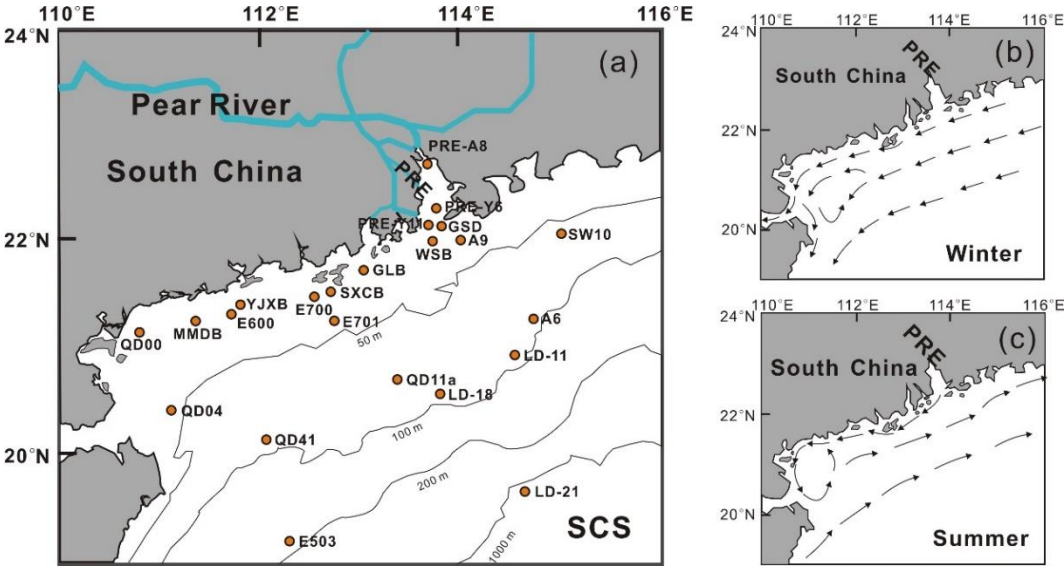 110°E 112°E 114°E 116°E
24°N
22°N
20°N
(a)
Pear River
South China
PRE
PRE-A8
PRE-Y6
PRE-Y11
GSD
WSB
A9
SW10
GLB
SXCB
E700
YJXB
E600
E701
MMDB
QD00
50 m
A6
LD-11
QD11a
LD-18
QD04
100 m
QD41
200 m
LD-21
1000 m
SCS
E503
110°E 112°E 114°E 116°E
24°N
22°N
20°N
(b)
PRE
South China
Winter
110°E 112°E 114°E 116°E
24°N
22°N
20°N
(c)
PRE
South China
Summer